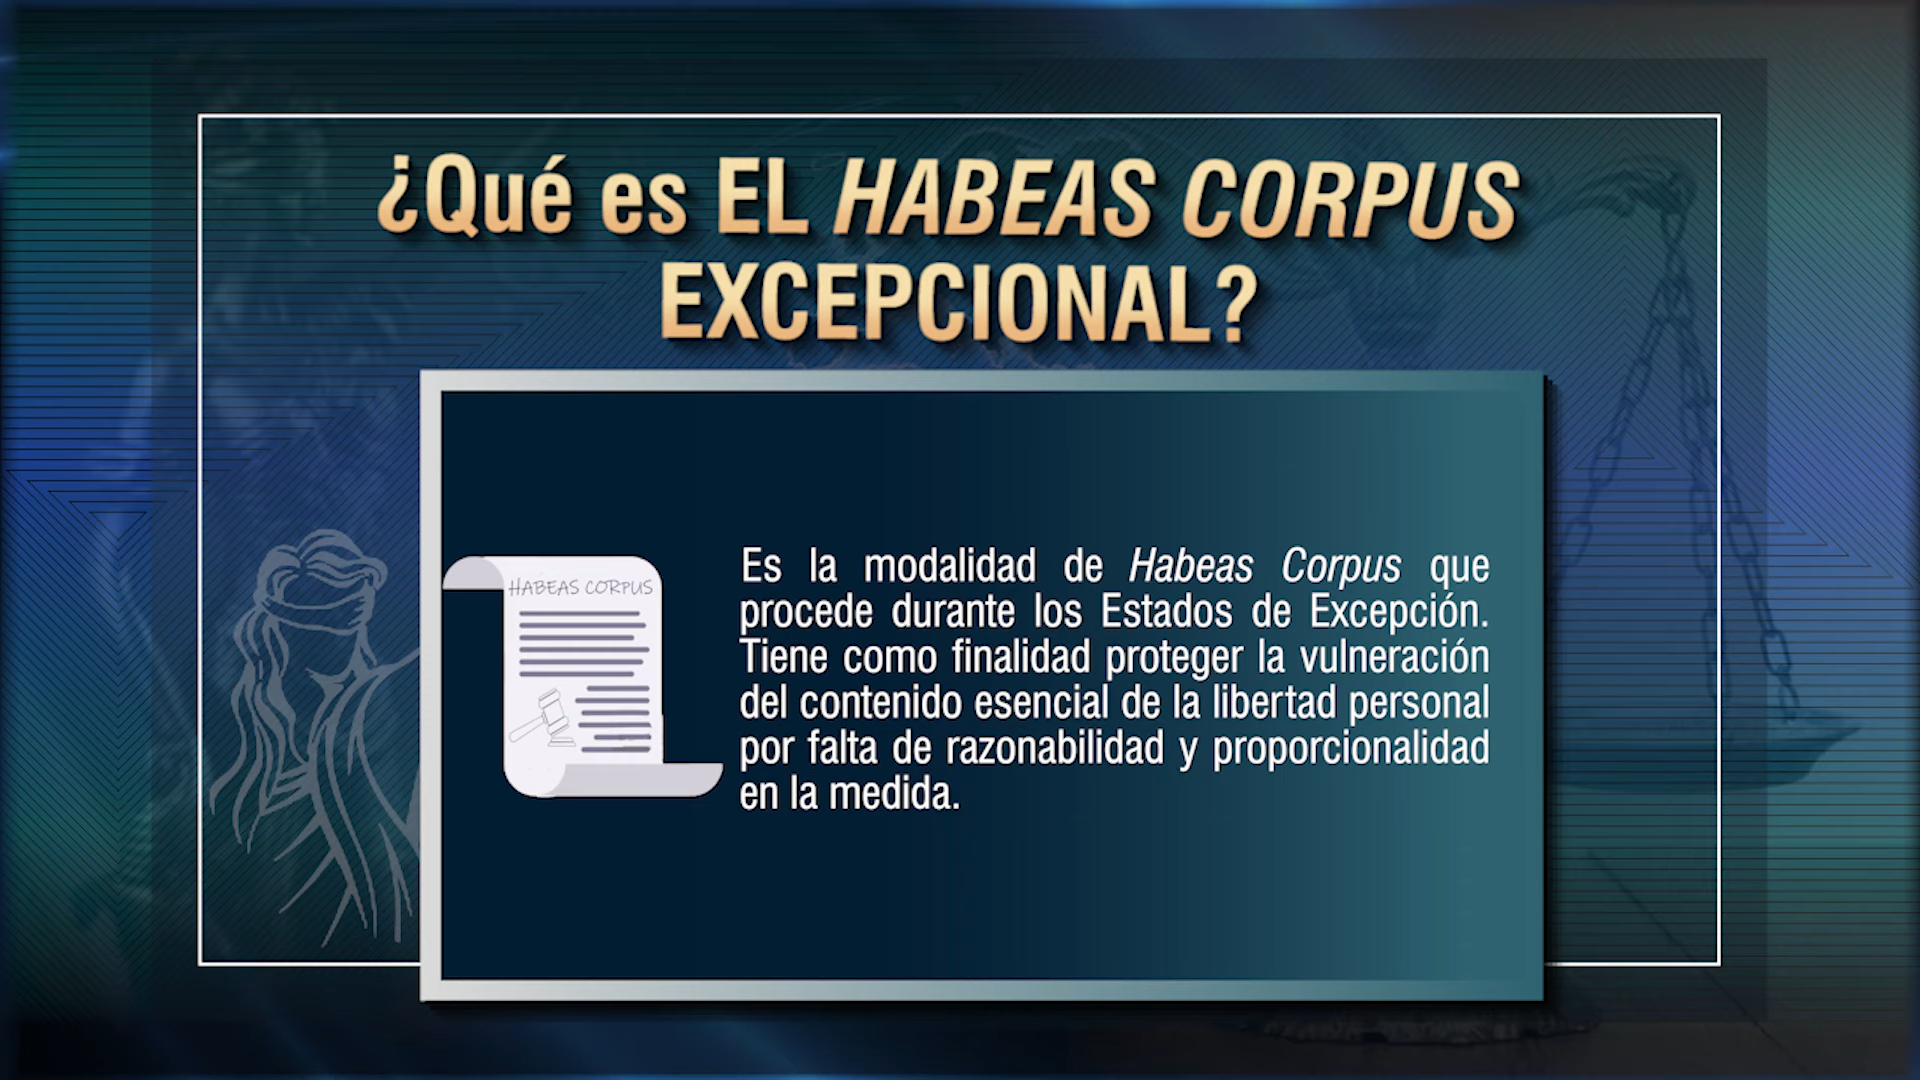 ¿Qué es EL HABEAS CORPUS
EXCEPCIONAL?
HABEAS CORPUS
Es la modalidad de Habeas Corpus que
procede durante los Estados de Excepción.
Tiene como finalidad proteger la vulneración
del contenido esencial de la libertad personal
por falta de razonabilidad y proporcionalidad
en la medida.